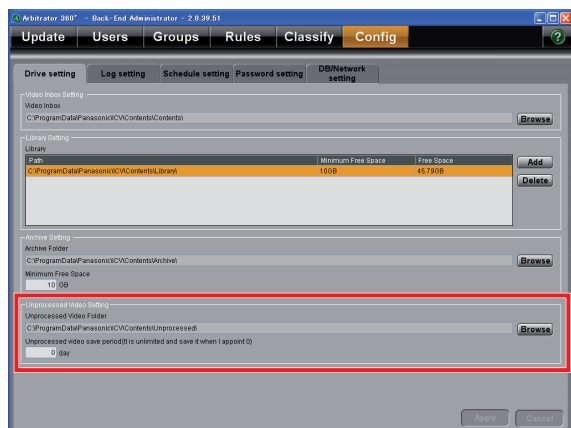 Arbitrator 360° - Back-End Administrator - 2.0.39.51
Update Users Groups Rules Classify Config
Drive setting Log setting Schedule setting Password setting DB/Network setting
Video Inbox Setting
Video Inbox
C:\ProgramData\Panasonic\ICV\Contents\Contents\ Browse
Library Setting
Library
Path Minimum Free Space Free Space Add
C:\ProgramData\Panasonic\ICV\Contents\Library\ 10GB 45.79GB
Delete
Archive Setting
Archive Folder
C:\ProgramData\Panasonic\ICV\Contents\Archive\ Browse
Minimum Free Space
10 GB
Unprocessed Video Setting
Unprocessed Video Folder
C:\ProgramData\Panasonic\ICV\Contents\Unprocessed\ Browse
Unprocessed video save period(It is unlimited and save it when I appoint 0)
0 day
Apply Cancel